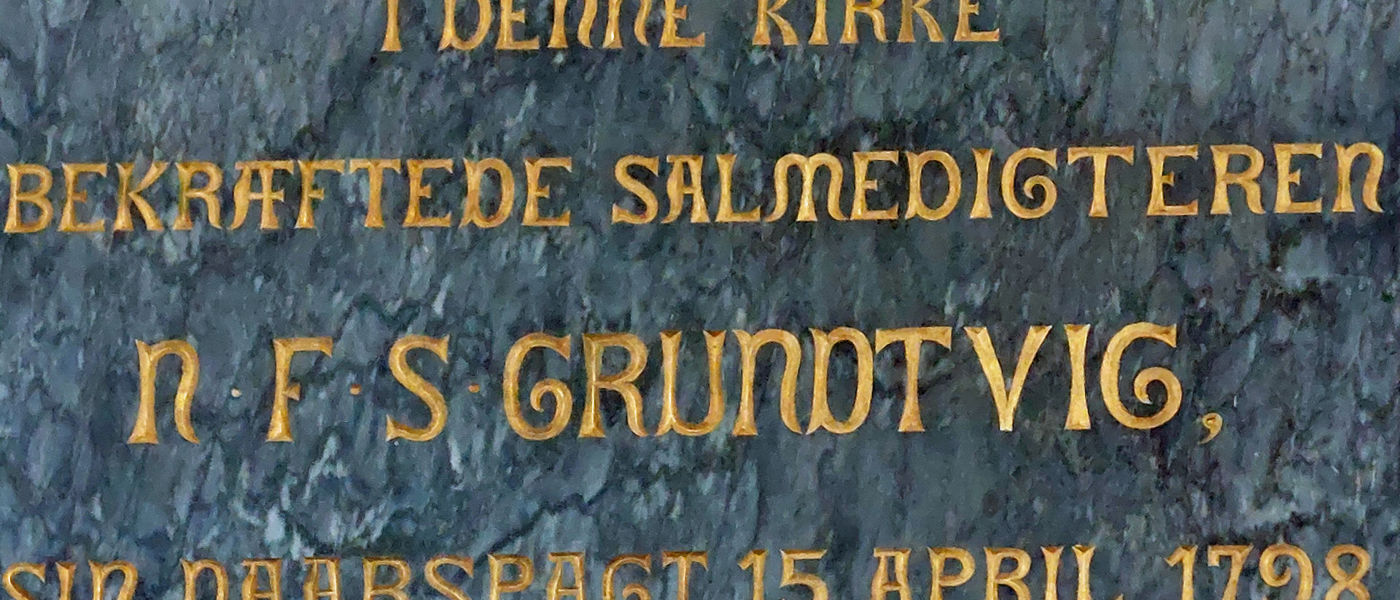 I DENNE KIRKE
BEKRÆFTEDE SALMEDIGTEREN
N·F·S·GRUNDTVIG,
SIN DAABSPAGT 15 APRIL 1798